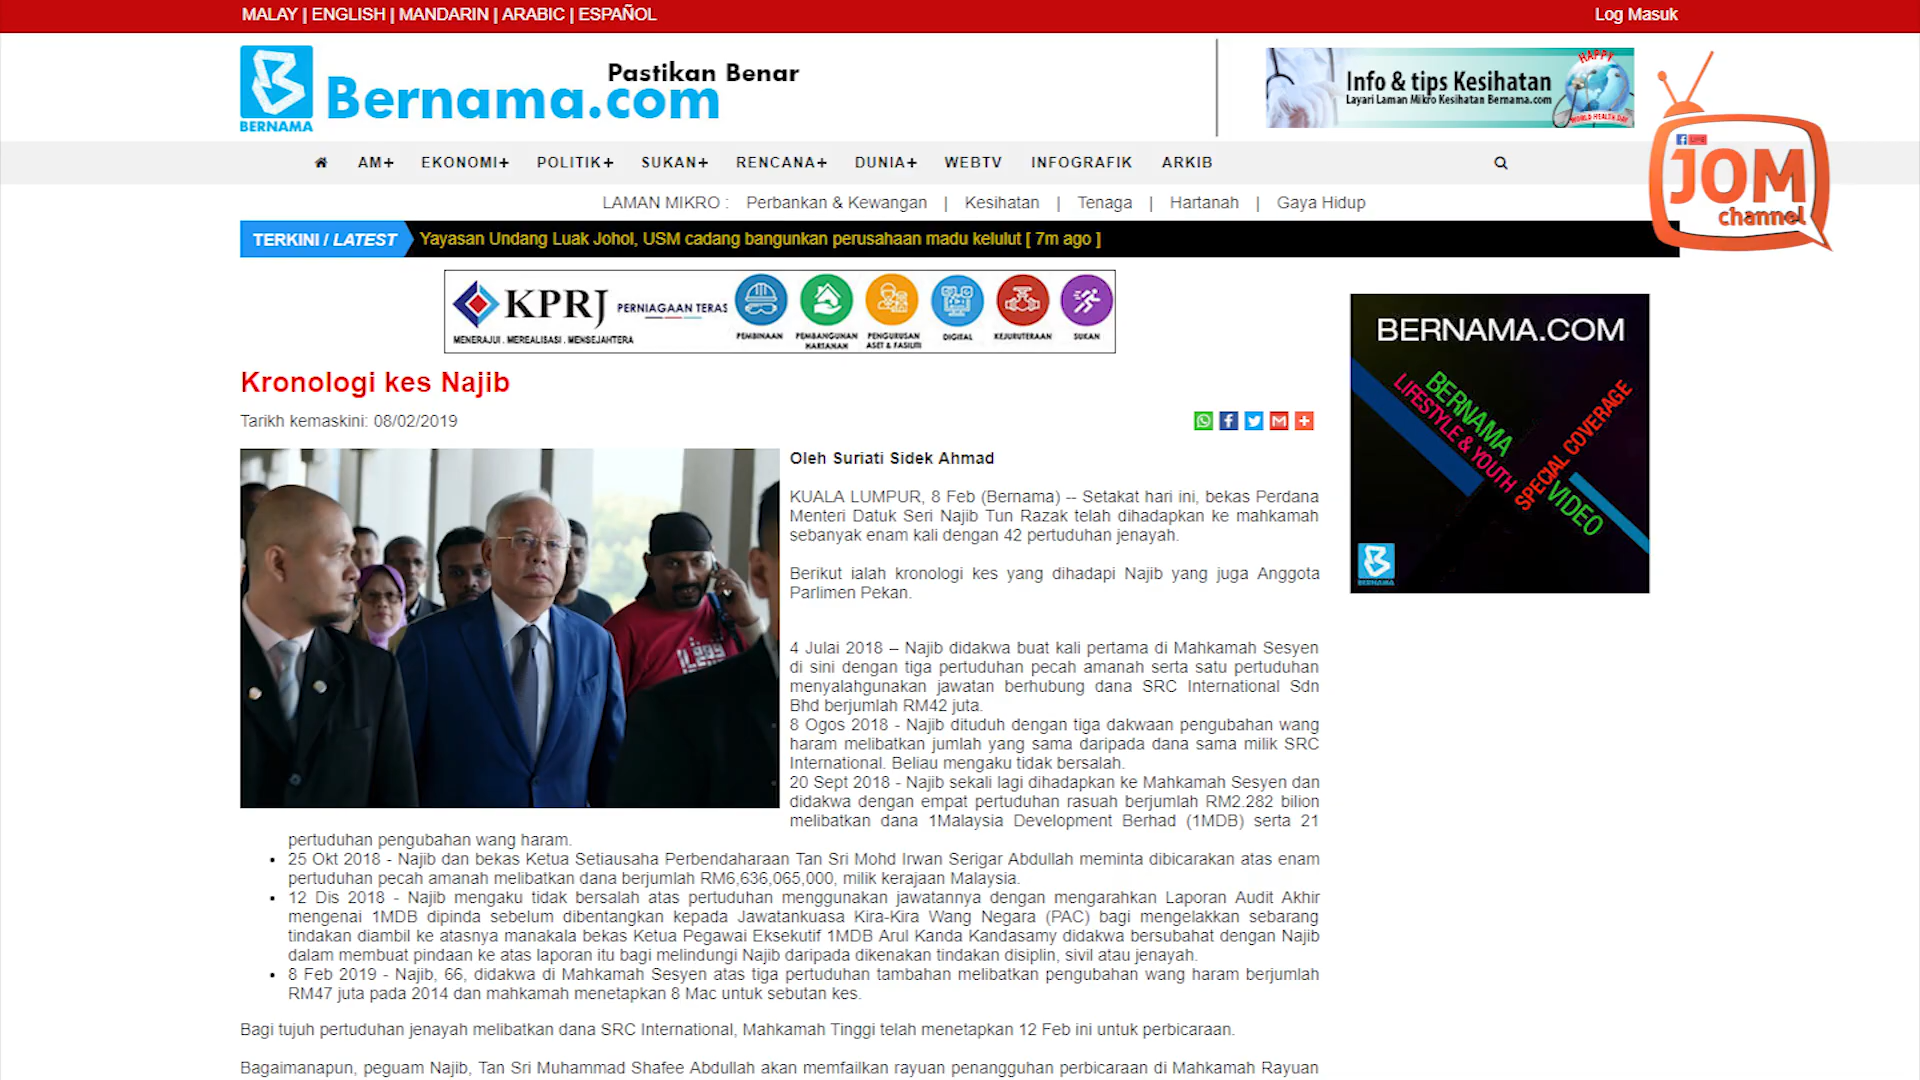 MALAY | ENGLISH | MANDARIN | ARABIC | ESPAÑOL
Log Masuk
BERNAMA
Pastikan Benar
Bernama.com
Info & tips Kesihatan
Layari Laman Mikro Kesihatan Bernama.com
HAPPY
WORLD HEALTH DAY
LIVE
JOM
channel
AM+ EKONOMI+ POLITIK+ SUKAN+ RENCANA+ DUNIA+ WEBTV INFOGRAFIK ARKIB
LAMAN MIKRO : Perbankan & Kewangan | Kesihatan | Tenaga | Hartanah | Gaya Hidup
TERKINI / LATEST
Yayasan Undang Luak Johol, USM cadang bangunkan perusahaan madu kelulut [ 7m ago ]
KPRJ
PERNIAGAAN TERAS
MENERAJUI . MEREALISASI . MENSEJAHTERA
PEMBINAAN
PEMBANGUNAN
HARTANAH
PENGURUSAN
ASET & FASILITI
DIGITAL
KEJURUTERAAN
SUKAN
BERNAMA.COM
BERNAMA
LIFESTYLE & YOUTH
SPECIAL COVERAGE
VIDEO
BERNAMA
Kronologi kes Najib
Tarikh kemaskini: 08/02/2019
Oleh Suriati Sidek Ahmad
KUALA LUMPUR, 8 Feb (Bernama) -- Setakat hari ini, bekas Perdana
Menteri Datuk Seri Najib Tun Razak telah dihadapkan ke mahkamah
sebanyak enam kali dengan 42 pertuduhan jenayah.
Berikut ialah kronologi kes yang dihadapi Najib yang juga Anggota
Parlimen Pekan.
4 Julai 2018 – Najib didakwa buat kali pertama di Mahkamah Sesyen
di sini dengan tiga pertuduhan pecah amanah serta satu pertuduhan
menyalahgunakan jawatan berhubung dana SRC International Sdn
Bhd berjumlah RM42 juta.
8 Ogos 2018 - Najib dituduh dengan tiga dakwaan pengubahan wang
haram melibatkan jumlah yang sama daripada dana sama milik SRC
International. Beliau mengaku tidak bersalah.
20 Sept 2018 - Najib sekali lagi dihadapkan ke Mahkamah Sesyen dan
didakwa dengan empat pertuduhan rasuah berjumlah RM2.282 bilion
melibatkan dana 1Malaysia Development Berhad (1MDB) serta 21
pertuduhan pengubahan wang haram.
• 25 Okt 2018 - Najib dan bekas Ketua Setiausaha Perbendaharaan Tan Sri Mohd Irwan Serigar Abdullah meminta dibicarakan atas enam
pertuduhan pecah amanah melibatkan dana berjumlah RM6,636,065,000, milik kerajaan Malaysia.
• 12 Dis 2018 - Najib mengaku tidak bersalah atas pertuduhan menggunakan jawatannya dengan mengarahkan Laporan Audit Akhir
mengenai 1MDB dipinda sebelum dibentangkan kepada Jawatankuasa Kira-Kira Wang Negara (PAC) bagi mengelakkan sebarang
tindakan diambil ke atasnya manakala bekas Ketua Pegawai Eksekutif 1MDB Arul Kanda Kandasamy didakwa bersubahat dengan Najib
dalam membuat pindaan ke atas laporan itu bagi melindungi Najib daripada dikenakan tindakan disiplin, sivil atau jenayah.
• 8 Feb 2019 - Najib, 66, didakwa di Mahkamah Sesyen atas tiga pertuduhan tambahan melibatkan pengubahan wang haram berjumlah
RM47 juta pada 2014 dan mahkamah menetapkan 8 Mac untuk sebutan kes.
Bagi tujuh pertuduhan jenayah melibatkan dana SRC International, Mahkamah Tinggi telah menetapkan 12 Feb ini untuk perbicaraan.
Bagaimanapun, peguam Najib, Tan Sri Muhammad Shafee Abdullah akan memfailkan rayuan penangguhan perbicaraan di Mahkamah Rayuan